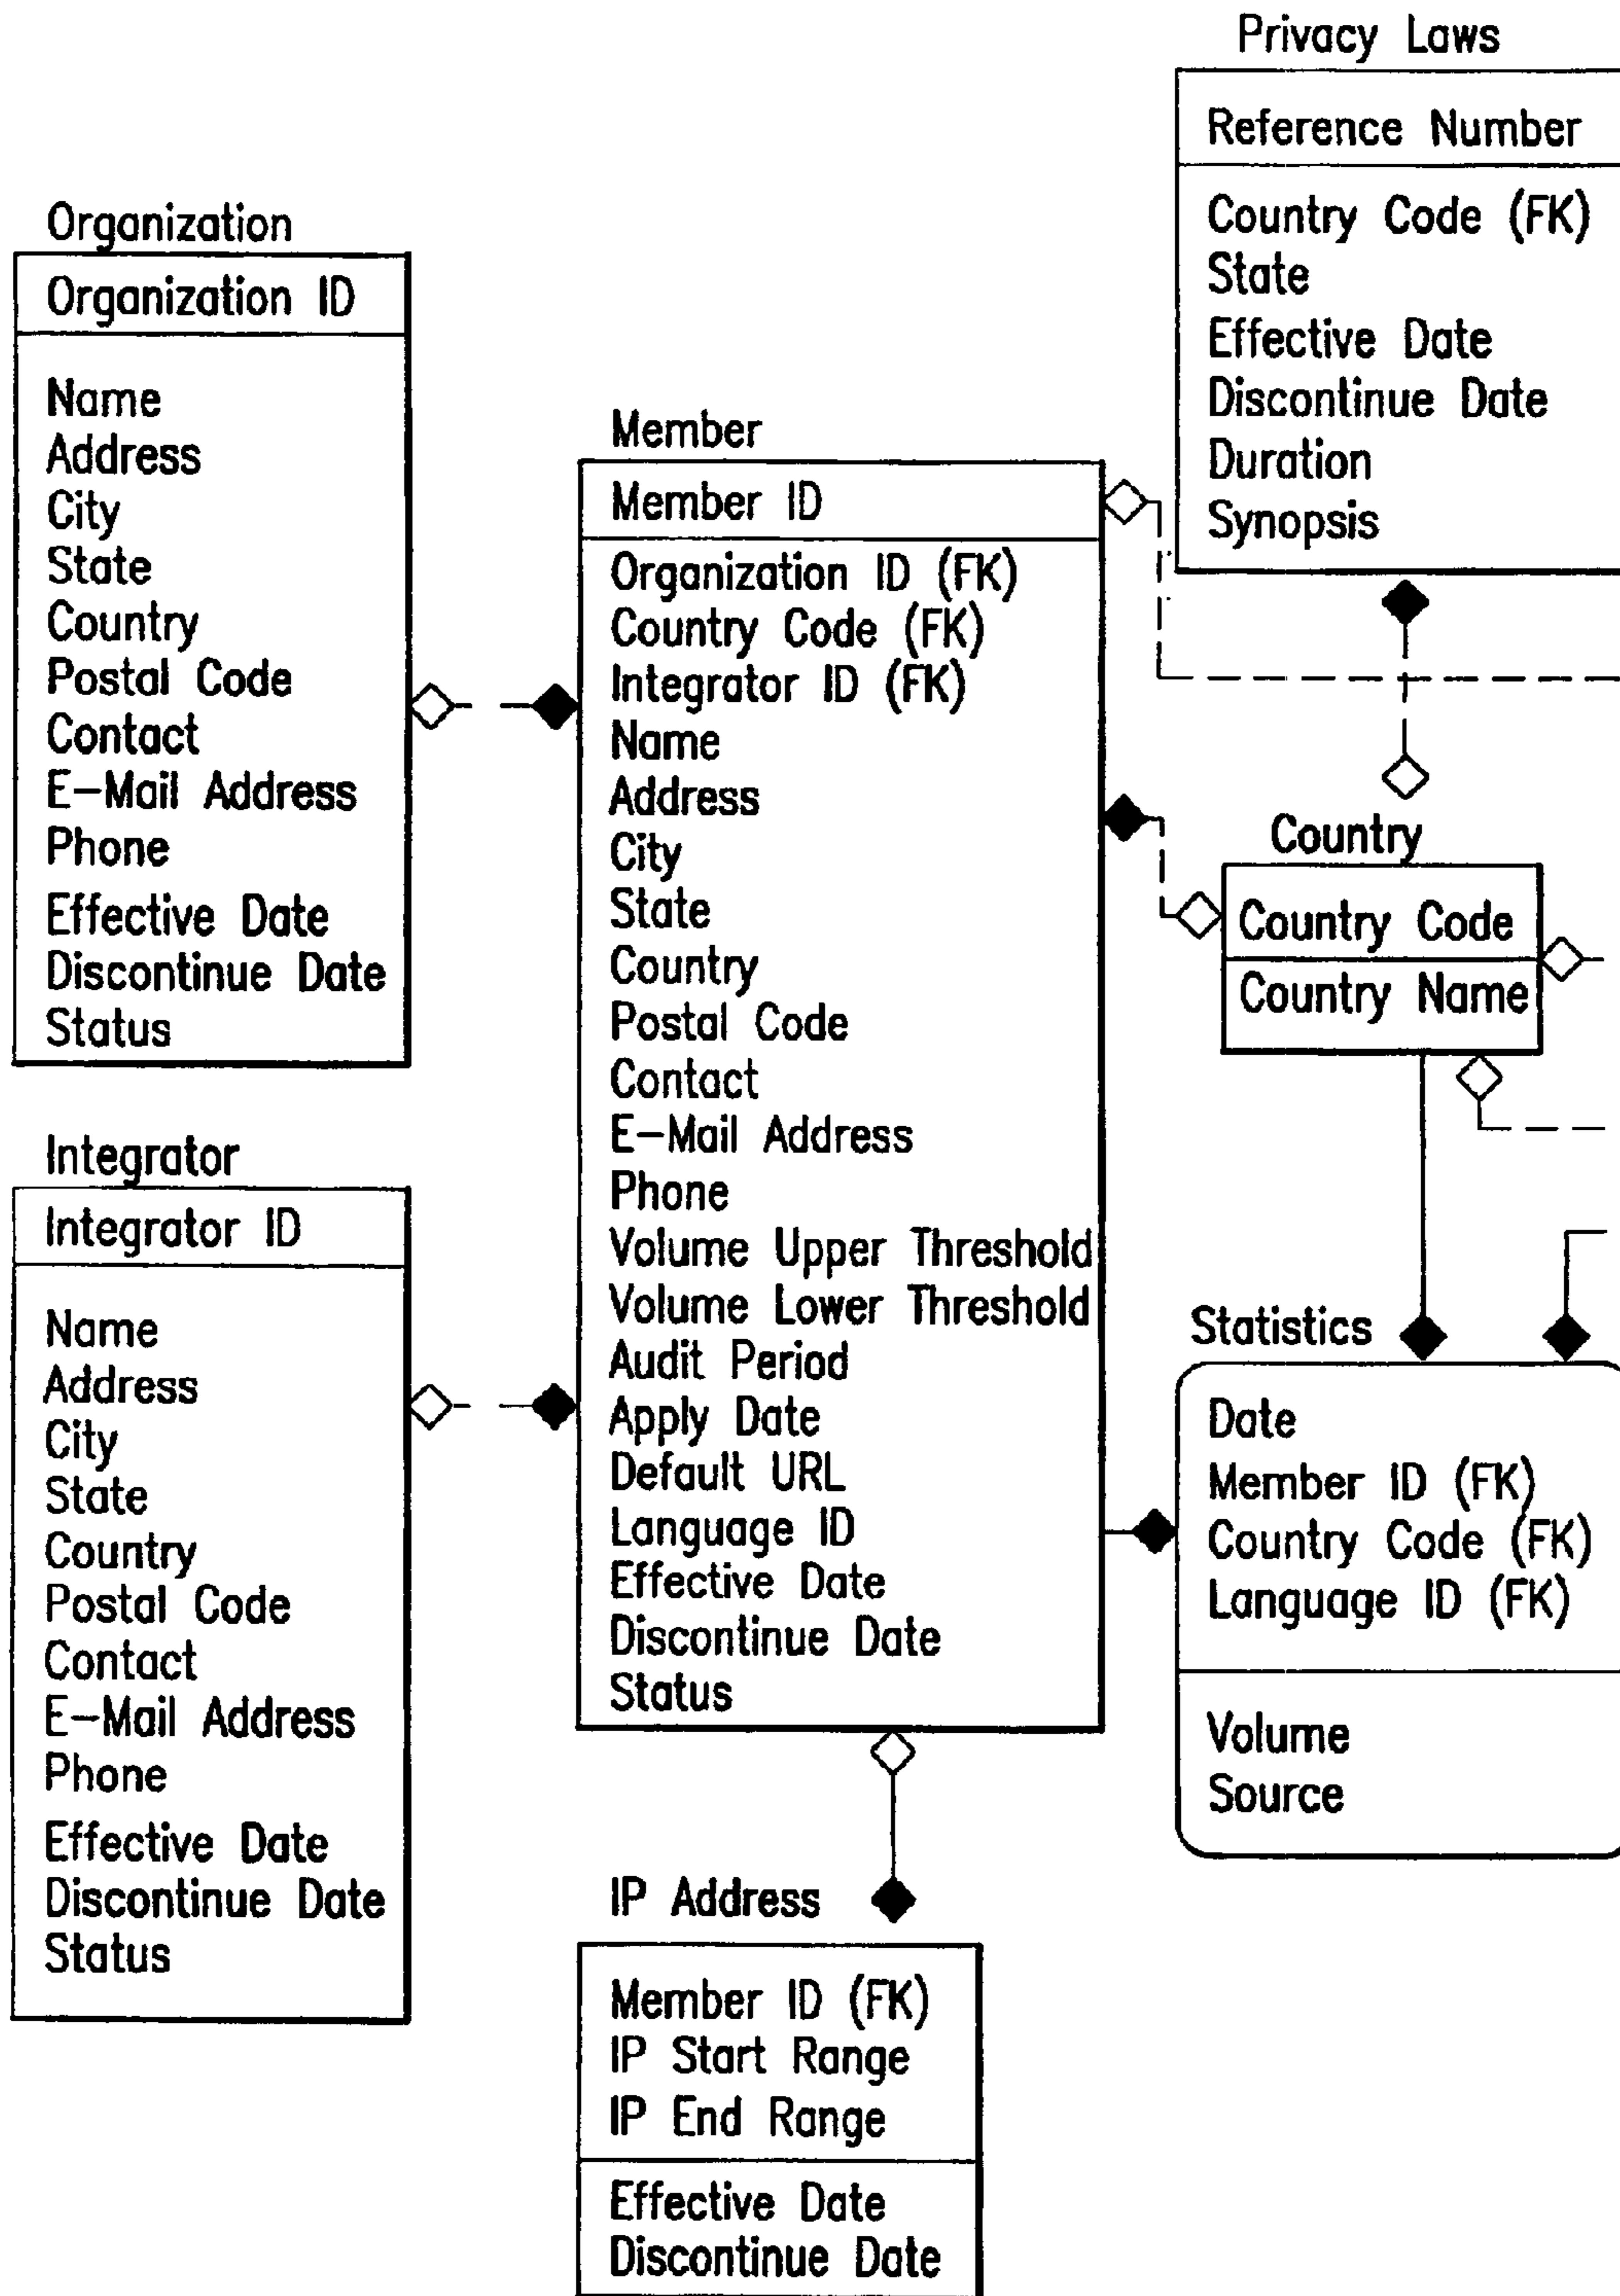 Organization
Organization ID
Name
Address
City
State
Country
Postal Code
Contact
E-Mail Address
Phone
Effective Date
Discontinue Date
Status
Integrator
Integrator ID
Name
Address
City
State
Country
Postal Code
Contact
E-Mail Address
Phone
Effective Date
Discontinue Date
Status
Member
Member ID
Organization ID (FK)
Country Code (FK)
Integrator ID (FK)
Name
Address
City
State
Country
Postal Code
Contact
E-Mail Address
Phone
Volume Upper Threshold
Volume Lower Threshold
Audit Period
Apply Date
Default URL
Language ID
Effective Date
Discontinue Date
Status
IP Address
Member ID (FK)
IP Start Range
IP End Range
Effective Date
Discontinue Date
Privacy Laws
Reference Number
Country Code (FK)
State
Effective Date
Discontinue Date
Duration
Synopsis
Country
Country Code
Country Name
Statistics
Date
Member ID (FK)
Country Code (FK)
Language ID (FK)
Volume
Source